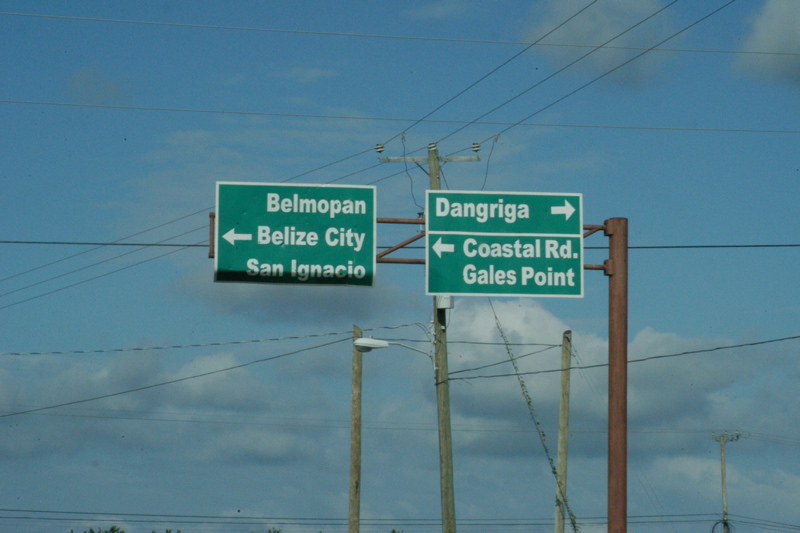 Belmopan
Belize City
San Ignacio
Dangriga
Coastal Rd.
Gales Point